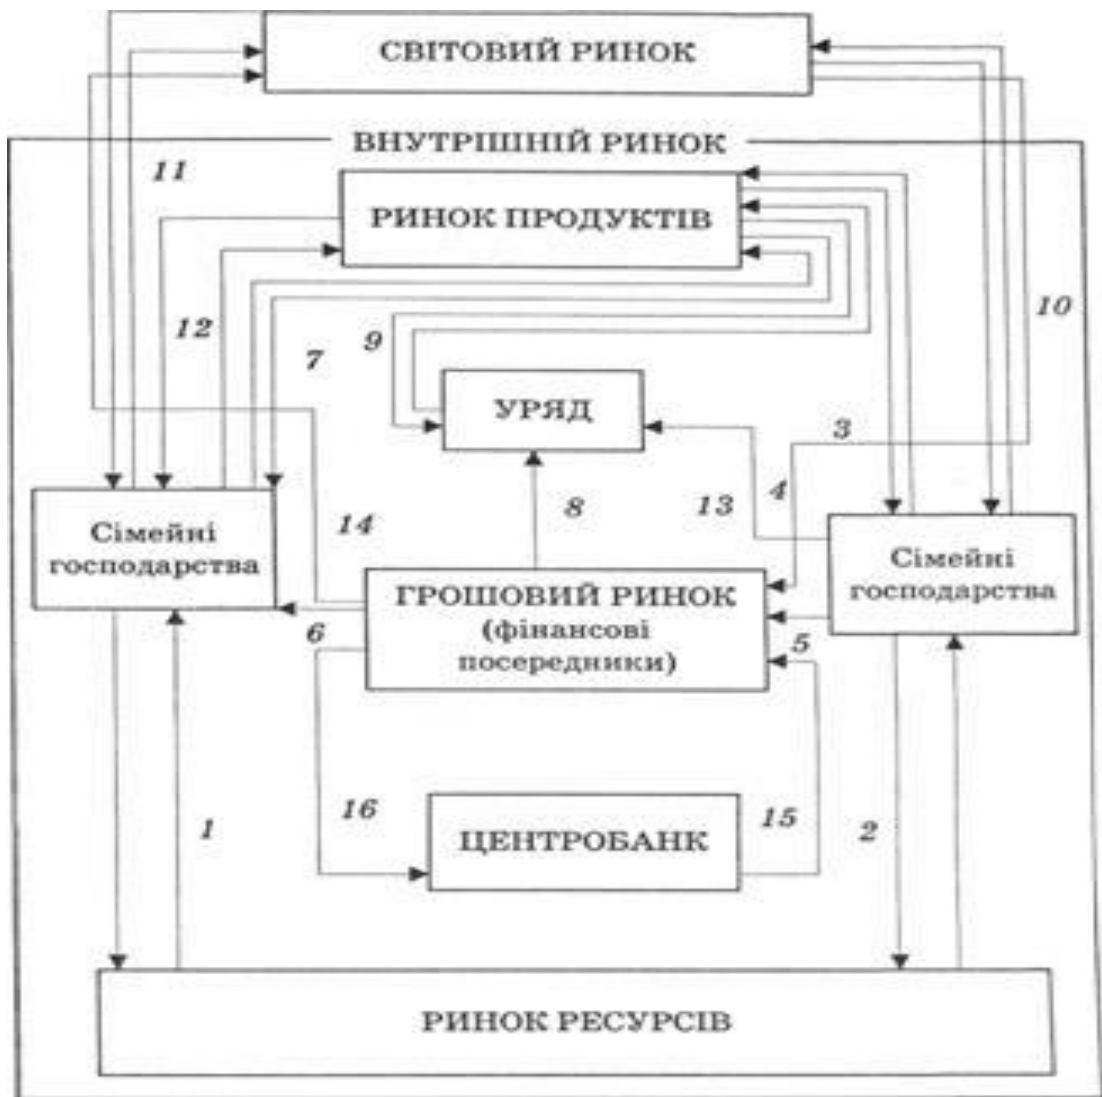 СВІТОВИЙ РИНОК
ВНУТРІШНІЙ РИНОК
11
РИНОК ПРОДУКТІВ
12
7
9
10
УРЯД
3
4
13
8
14
Сімейні
господарства
Сімейні
господарства
ГРОШОВИЙ РИНОК
(фінансові
посередники)
6
5
16
15
1
2
ЦЕНТРОБАНК
РИНОК РЕСУРСІВ